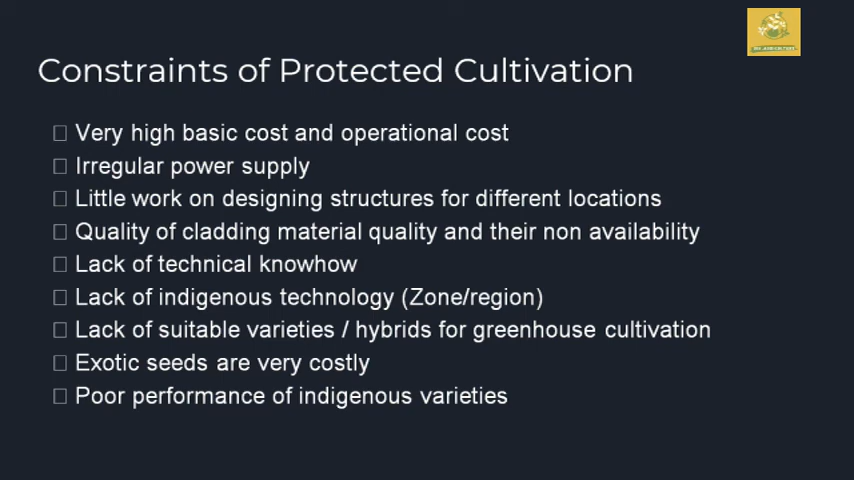 Constraints of Protected Cultivation
Very high basic cost and operational cost
Irregular power supply
Little work on designing structures for different locations
Quality of cladding material quality and their non availability
Lack of technical knowhow
Lack of indigenous technology (Zone/region)
Lack of suitable varieties / hybrids for greenhouse cultivation
Exotic seeds are very costly
Poor performance of indigenous varieties